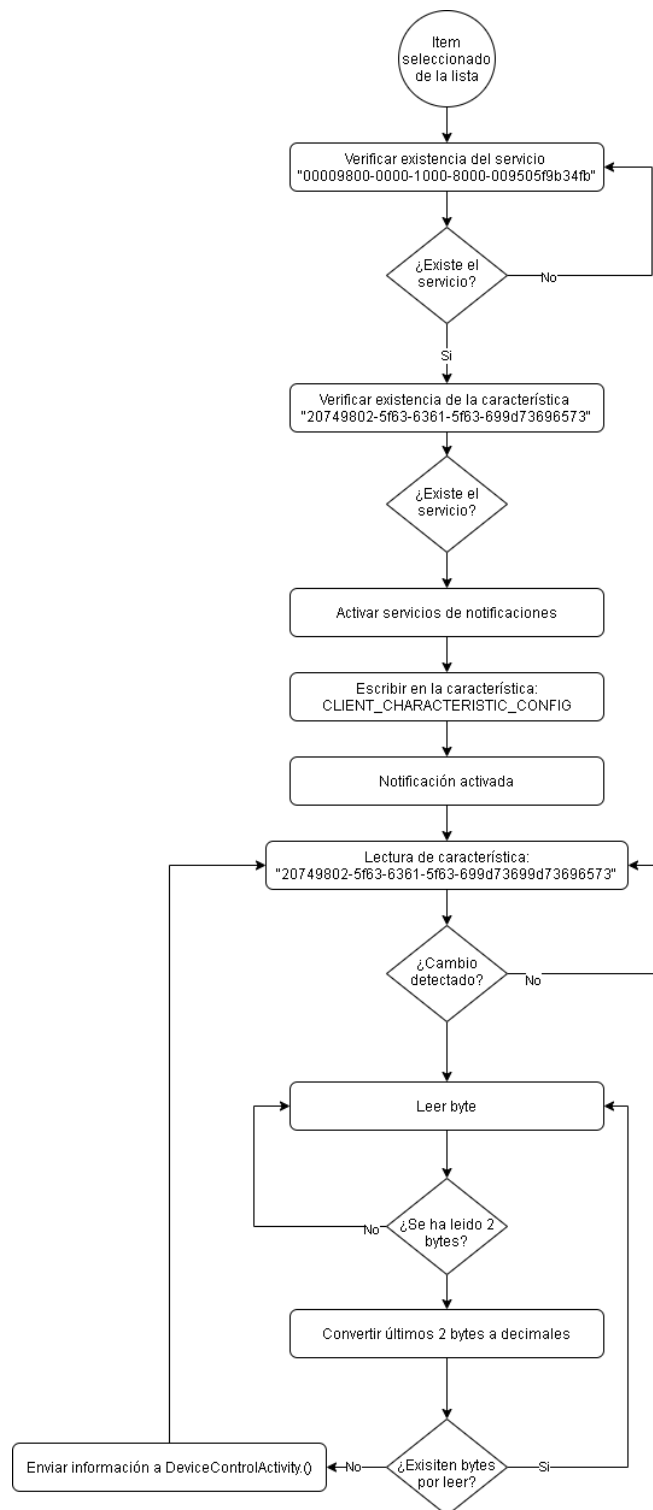 Item
seleccionado
de la lista
Verificar existencia del servicio
"00009800-0000-1000-8000-009505f9b34fb"
¿Existe el
servicio?
No
Si
Verificar existencia de la característica
"20749802-5f63-6361-5f63-699d73696573"
¿Existe el
servicio?
Activar servicios de notificaciones
Escribir en la característica:
CLIENT_CHARACTERISTIC_CONFIG
Notificación activada
Lectura de característica:
"20749802-5f63-6361-5f63-699d73699d73696573"
¿Cambio
detectado?
No
Leer byte
¿Se ha leido 2
bytes?
No
Convertir últimos 2 bytes a decimales
¿Exisiten bytes
por leer?
Si
No
Enviar información a DeviceControlActivity.()